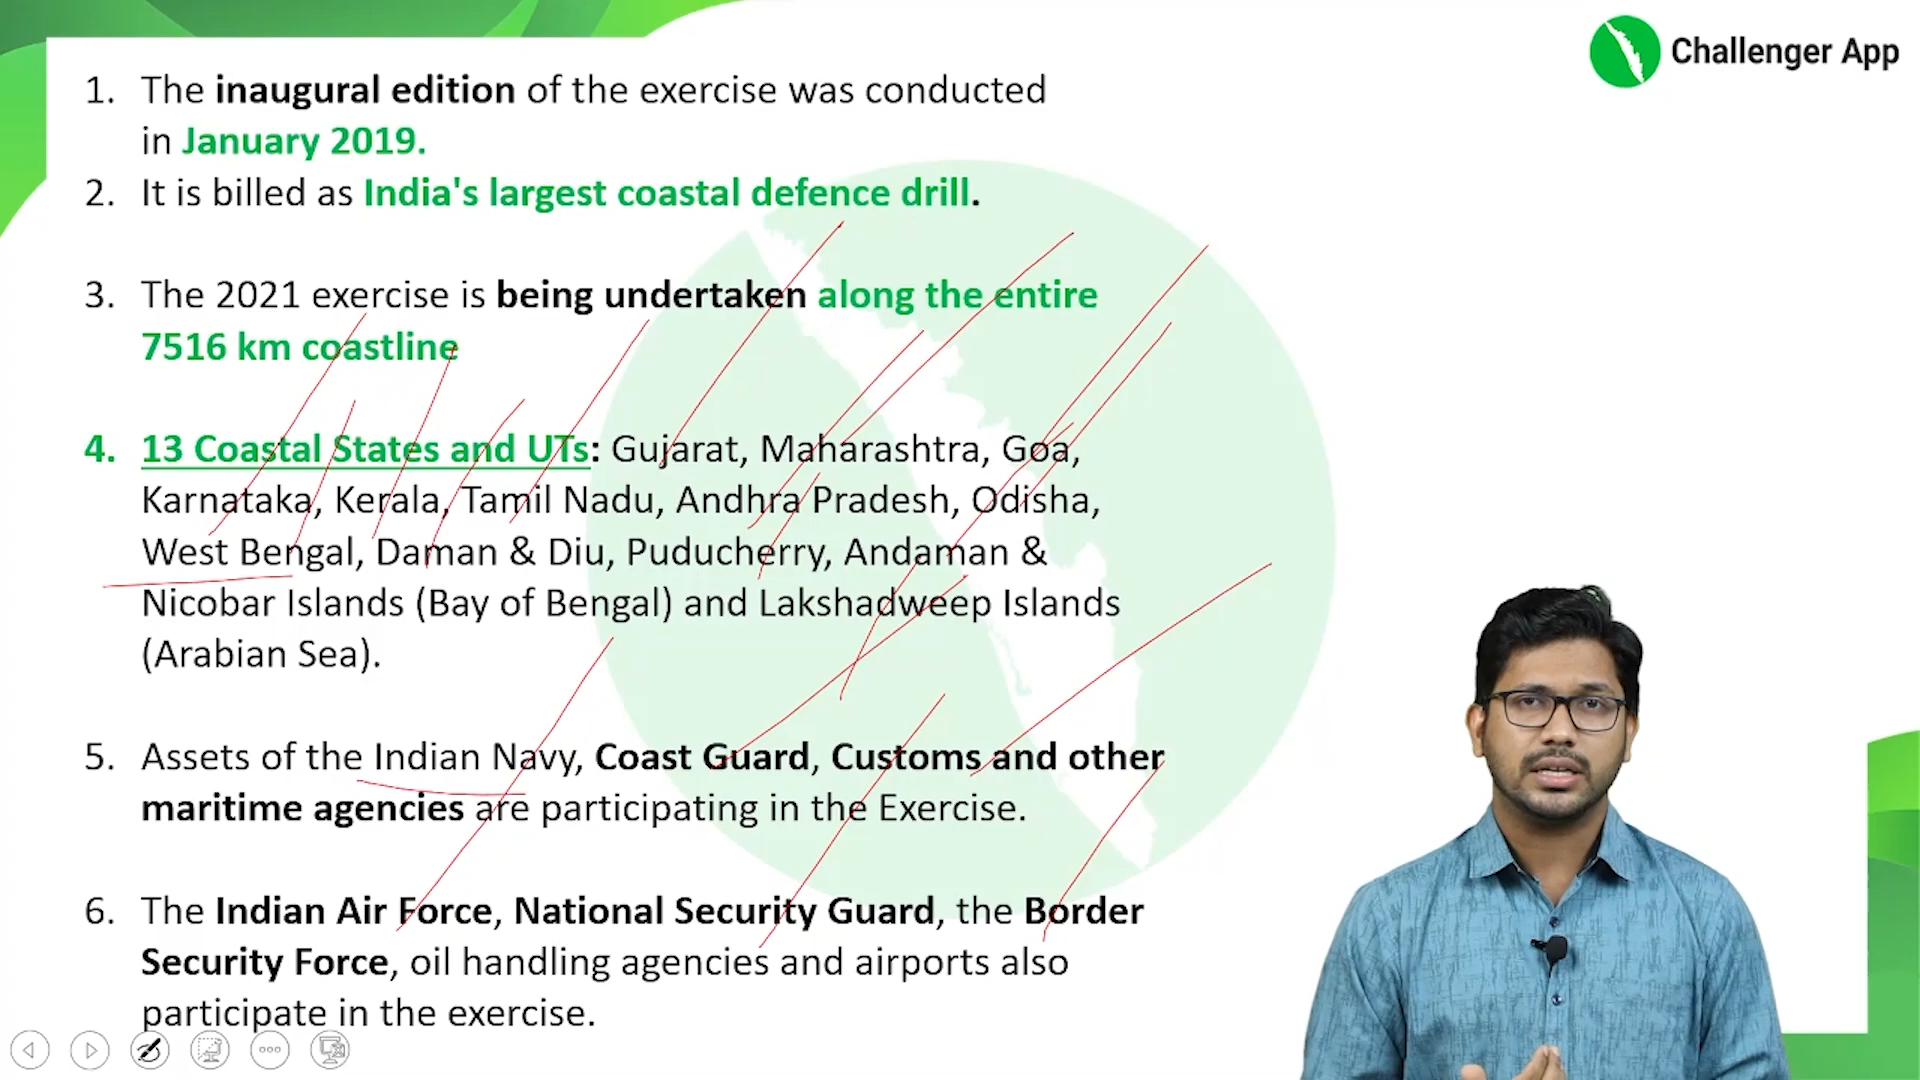 Challenger App
1. The inaugural edition of the exercise was conducted
in January 2019.
2. It is billed as India's largest coastal defence drill.
3. The 2021 exercise is being undertaken along the entire
7516 km coastline
4. 13 Coastal States and UTs: Gujarat, Maharashtra, Goa,
Karnataka, Kerala, Tamil Nadu, Andhra Pradesh, Odisha,
West Bengal, Daman & Diu, Puducherry, Andaman &
Nicobar Islands (Bay of Bengal) and Lakshadweep Islands
(Arabian Sea).
5. Assets of the Indian Navy, Coast Guard, Customs and other
maritime agencies are participating in the Exercise.
6. The Indian Air Force, National Security Guard, the Border
Security Force, oil handling agencies and airports also
participate in the exercise.